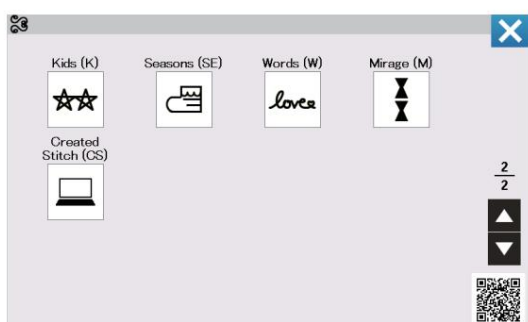 Kids (K)
Seasons (SE)
Words (W)
Mirage (M)
love
Created
Stitch (CS)
2
2